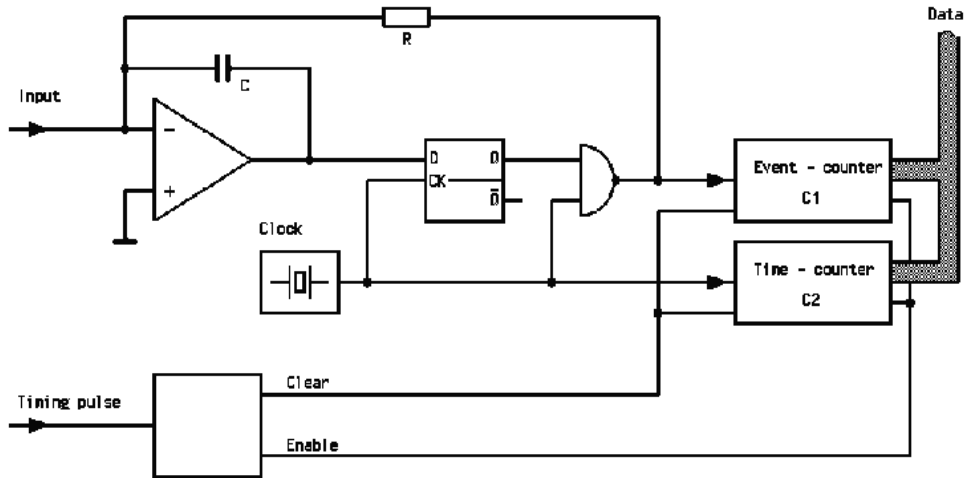 Data
R
C
Input
-
+
D Q
CK
Q̅
Event - counter
C1
Clock
Time - counter
C2
Clear
Timing pulse
Enable